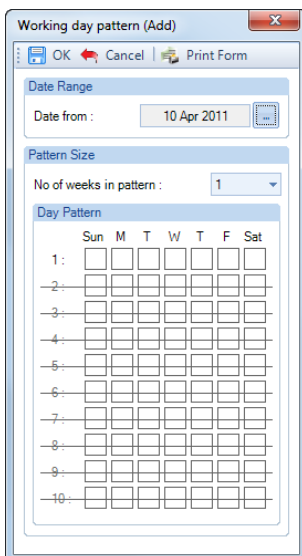 Working day pattern (Add)
OK Cancel Print Form
Date Range
Date from : 10 Apr 2011 ...
Pattern Size
No of weeks in pattern : 1
Day Pattern
Sun M T W T F Sat
1 :
2 :
3 :
4 :
5 :
6 :
7 :
8 :
9 :
10 :